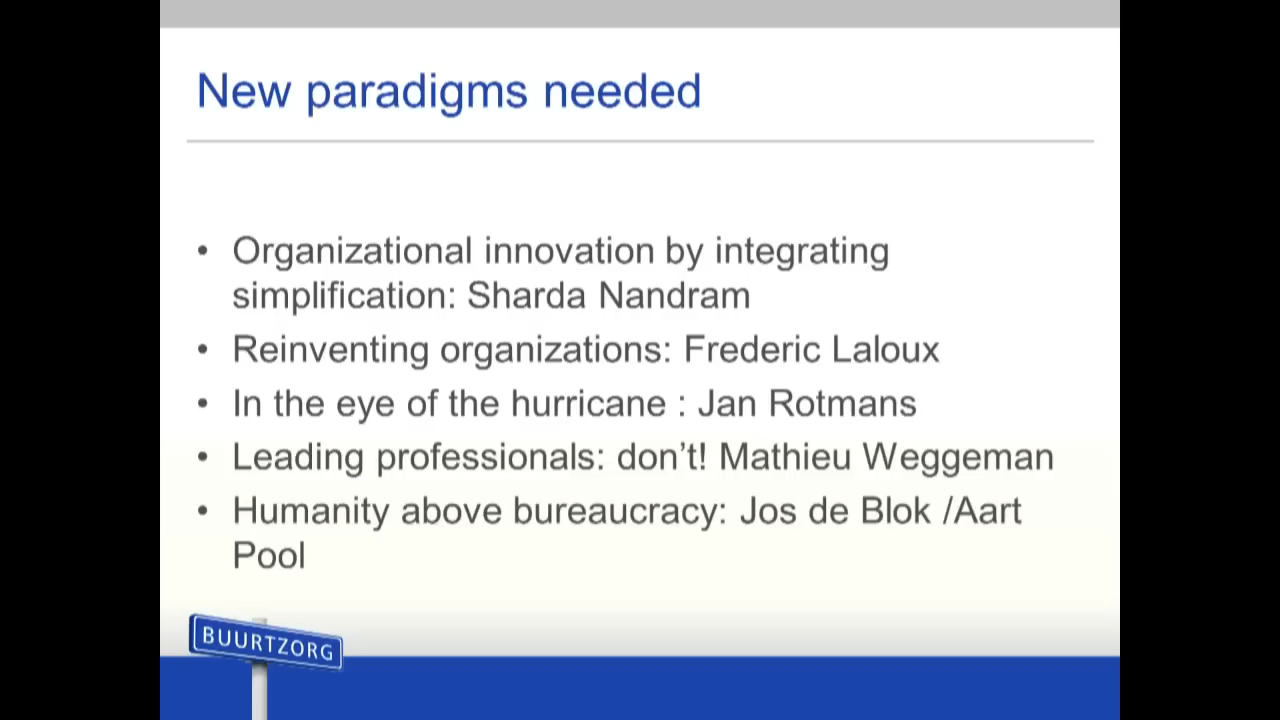 New paradigms needed
• Organizational innovation by integrating
simplification: Sharda Nandram
• Reinventing organizations: Frederic Laloux
• In the eye of the hurricane : Jan Rotmans
• Leading professionals: don’t! Mathieu Weggeman
• Humanity above bureaucracy: Jos de Blok /Aart
Pool
BUURTZORG